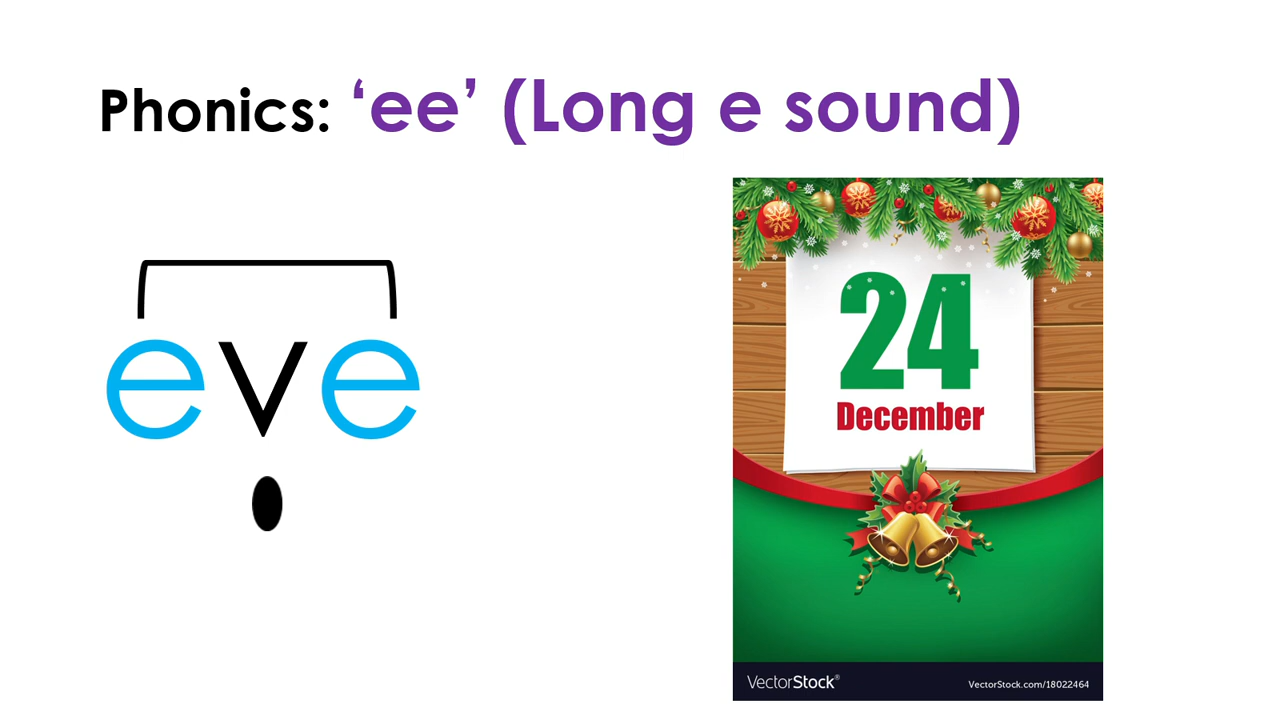 Phonics: ‘ee’ (Long e sound)
eve
24
December
VectorStock®
VectorStock.com/18022464